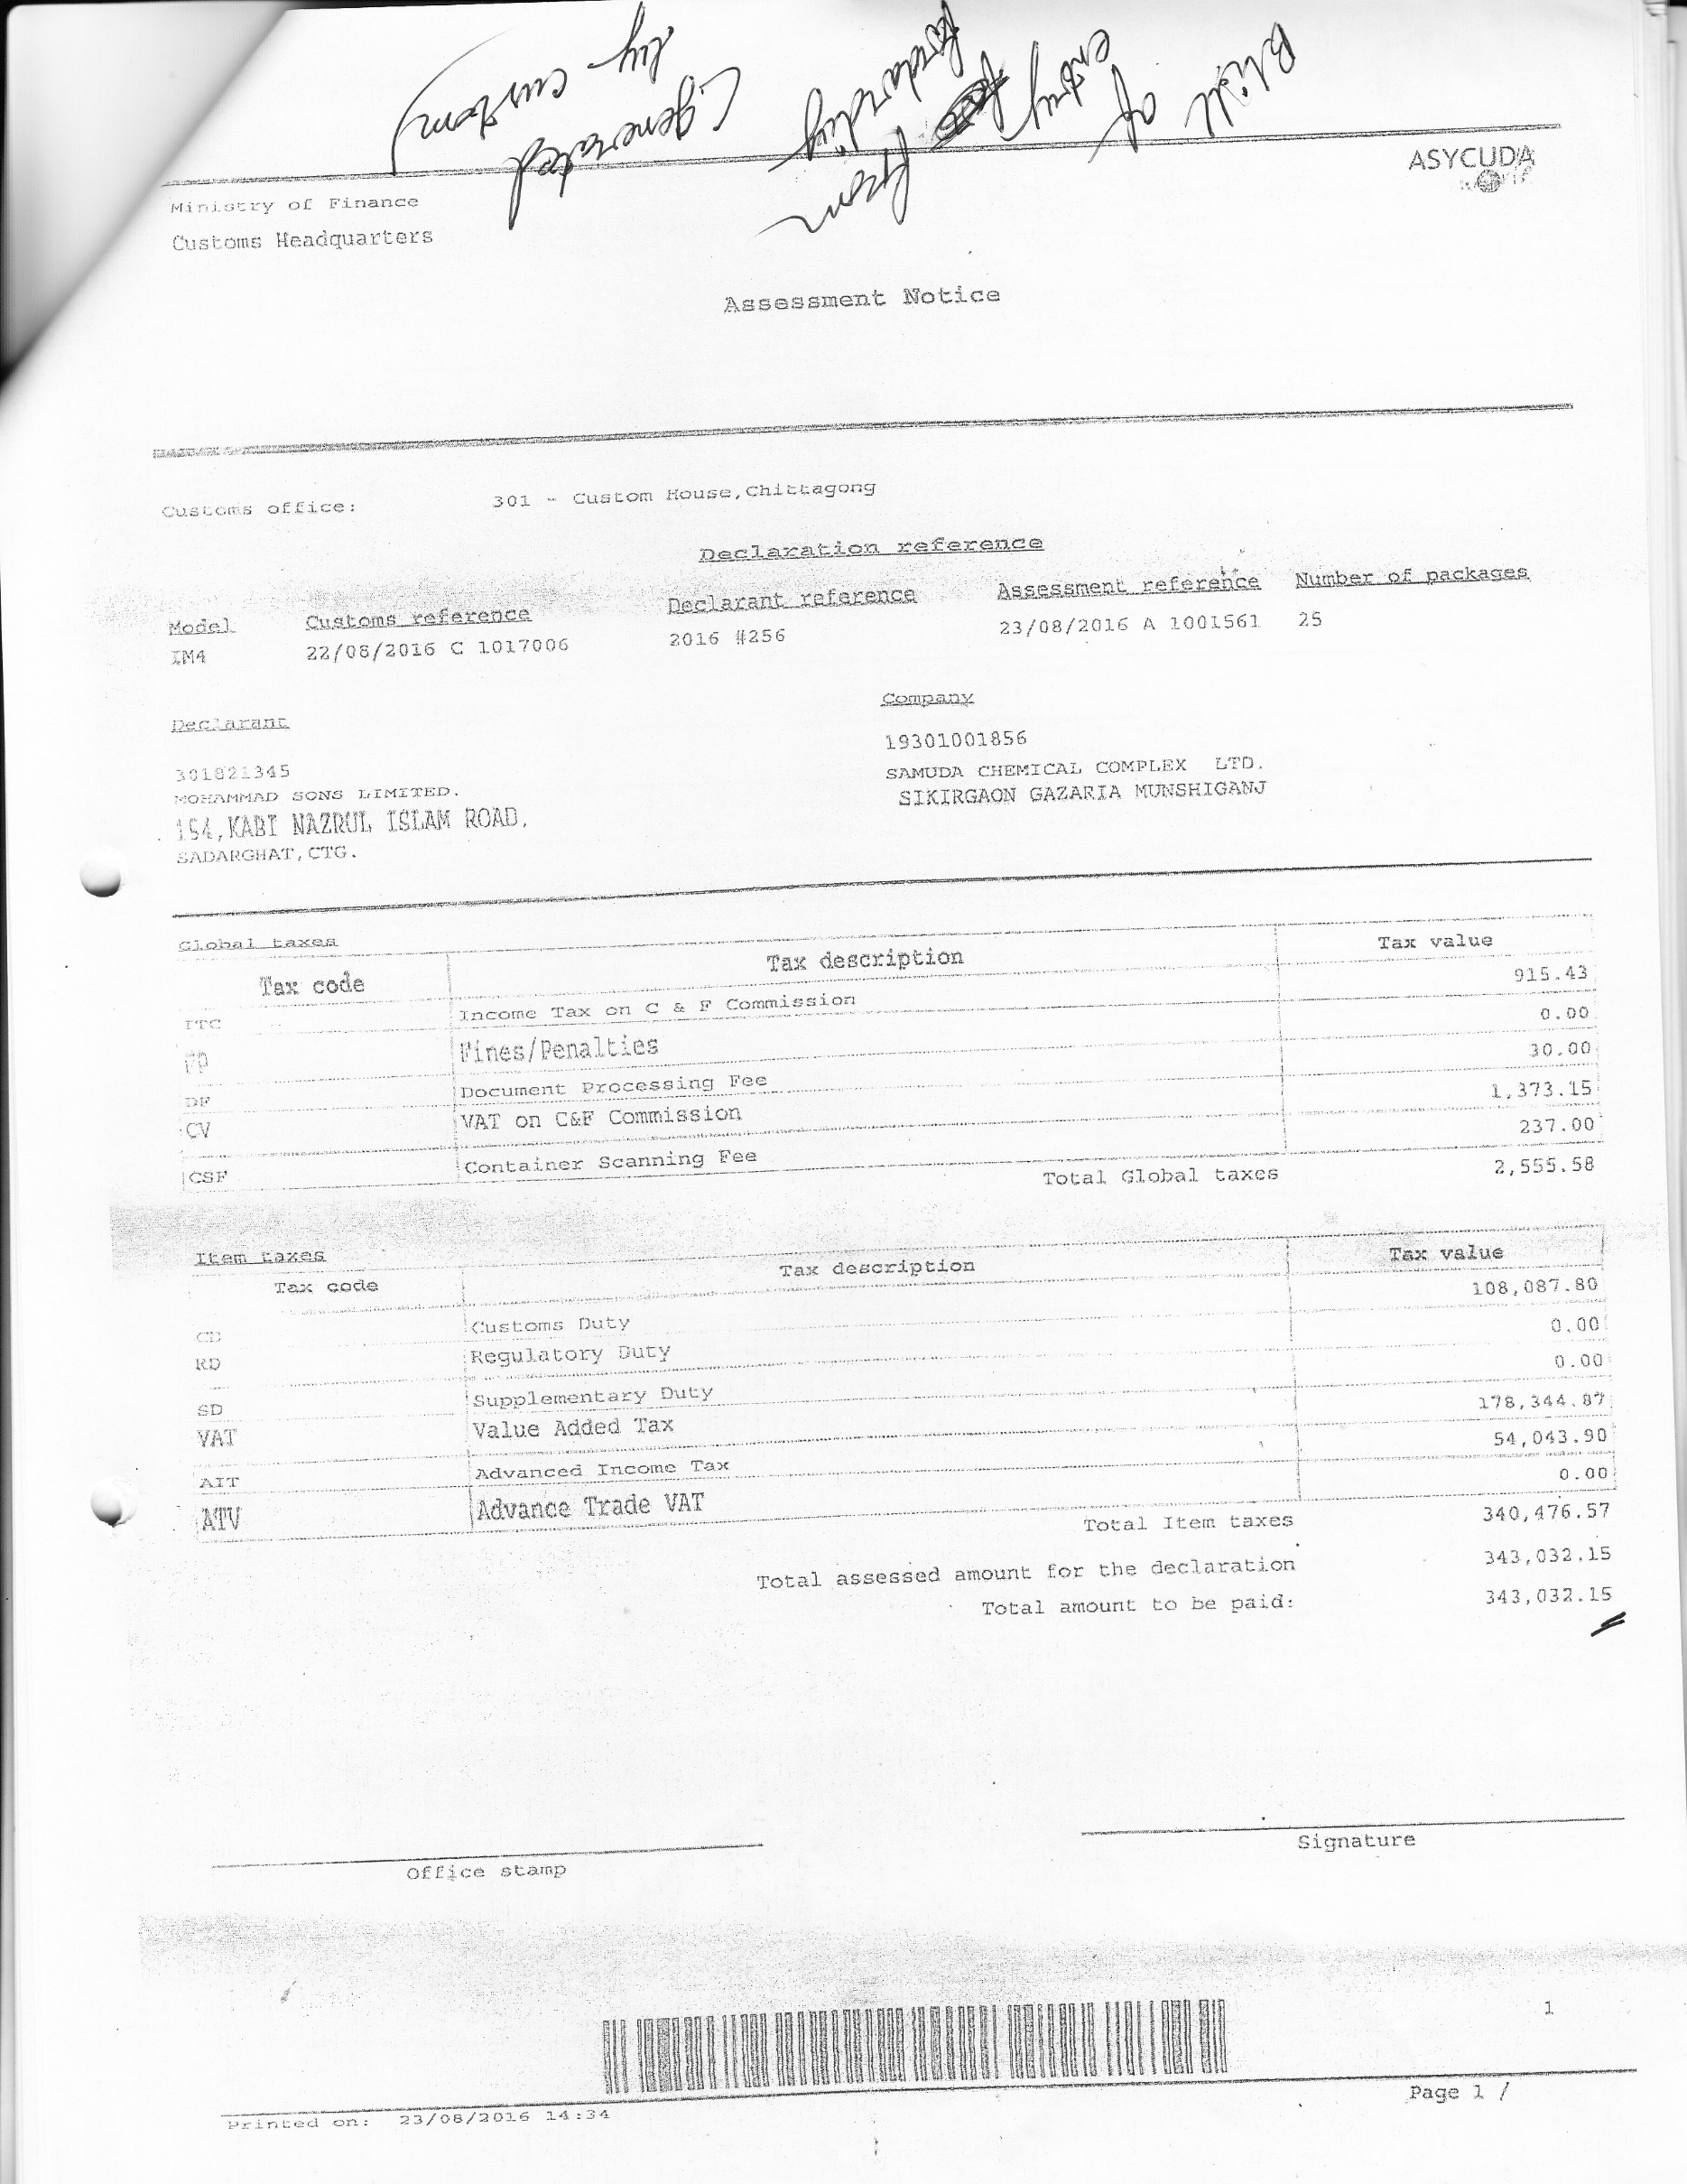 Bill
of
entry
from
(generated
by custom)
ASYCUDA
Ministry of Finance
Customs Headquarters
Assessment Notice
Customs office: 301 - Custom House,Chittagong
Declaration reference
Model Customs reference Declarant reference Assessment reference Number of packages
IM4 22/08/2016 C 1017006 2016 #256 23/08/2016 A 1001561 25
Declarant Company
301821345 19301001856
MOHAMMAD SONS LIMITED. SAMUDA CHEMICAL COMPLEX LTD.
154,KABI NAZRUL ISLAM ROAD, SIKIRGAON GAZARIA MUNSHIGANJ
SADARGHAT,CTG.
Global taxes
Tax code Tax description Tax value
ITC Income Tax on C & F Commission 915.43
FP Fines/Penalties 0.00
DF Document Processing Fee 30.00
CV VAT on C&F Commission 1,373.15
CSF Container Scanning Fee 237.00
Total Global taxes 2,555.58
Item taxes
Tax code Tax description Tax value
CD Customs Duty 108,087.80
RD Regulatory Duty 0.00
SD Supplementary Duty 0.00
VAT Value Added Tax 178,344.87
AIT Advanced Income Tax 54,043.90
ATV Advance Trade VAT 0.00
Total Item taxes 340,476.57
Total assessed amount for the declaration 343,032.15
Total amount to be paid: 343,032.15
Office stamp Signature
1
Printed on: 23/08/2016 14:34 Page 1 /